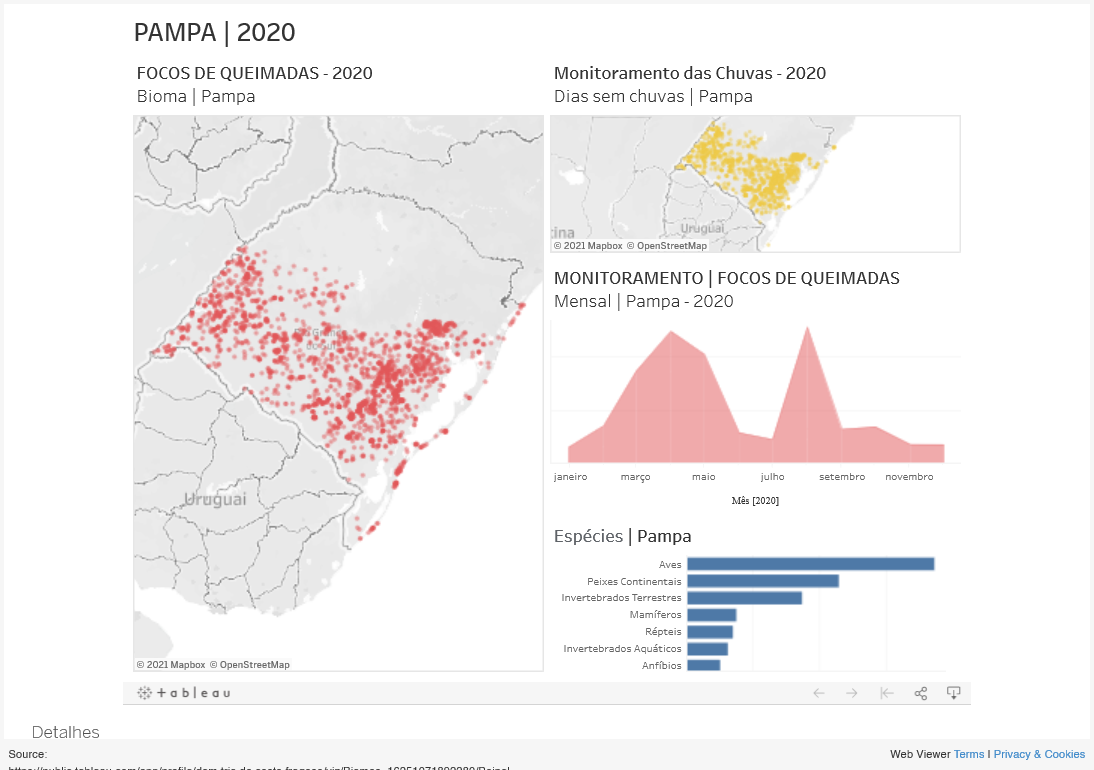 PAMPA | 2020
FOCOS DE QUEIMADAS - 2020
Bioma | Pampa
Uruguai
© 2021 Mapbox © OpenStreetMap
Monitoramento das Chuvas - 2020
Dias sem chuvas | Pampa
Uruguai
© 2021 Mapbox © OpenStreetMap
MONITORAMENTO | FOCOS DE QUEIMADAS
Mensal | Pampa - 2020
janeiro março maio julho setembro novembro
Mês [2020]
Espécies | Pampa
Aves
Peixes Continentais
Invertebrados Terrestres
Mamíferos
Répteis
Invertebrados Aquáticos
Anfíbios
+ableau
Detalhes
Source:
Web Viewer Terms | Privacy & Cookies